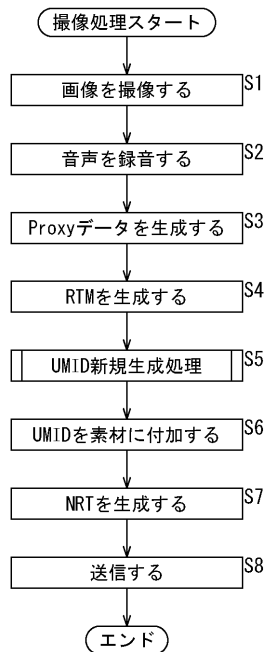 撮像処理スタート
画像を撮像する S1
音声を録音する S2
Proxyデータを生成する S3
RTMを生成する S4
UMID新規生成処理 S5
UMIDを素材に付加する S6
NRTを生成する S7
送信する S8
エンド